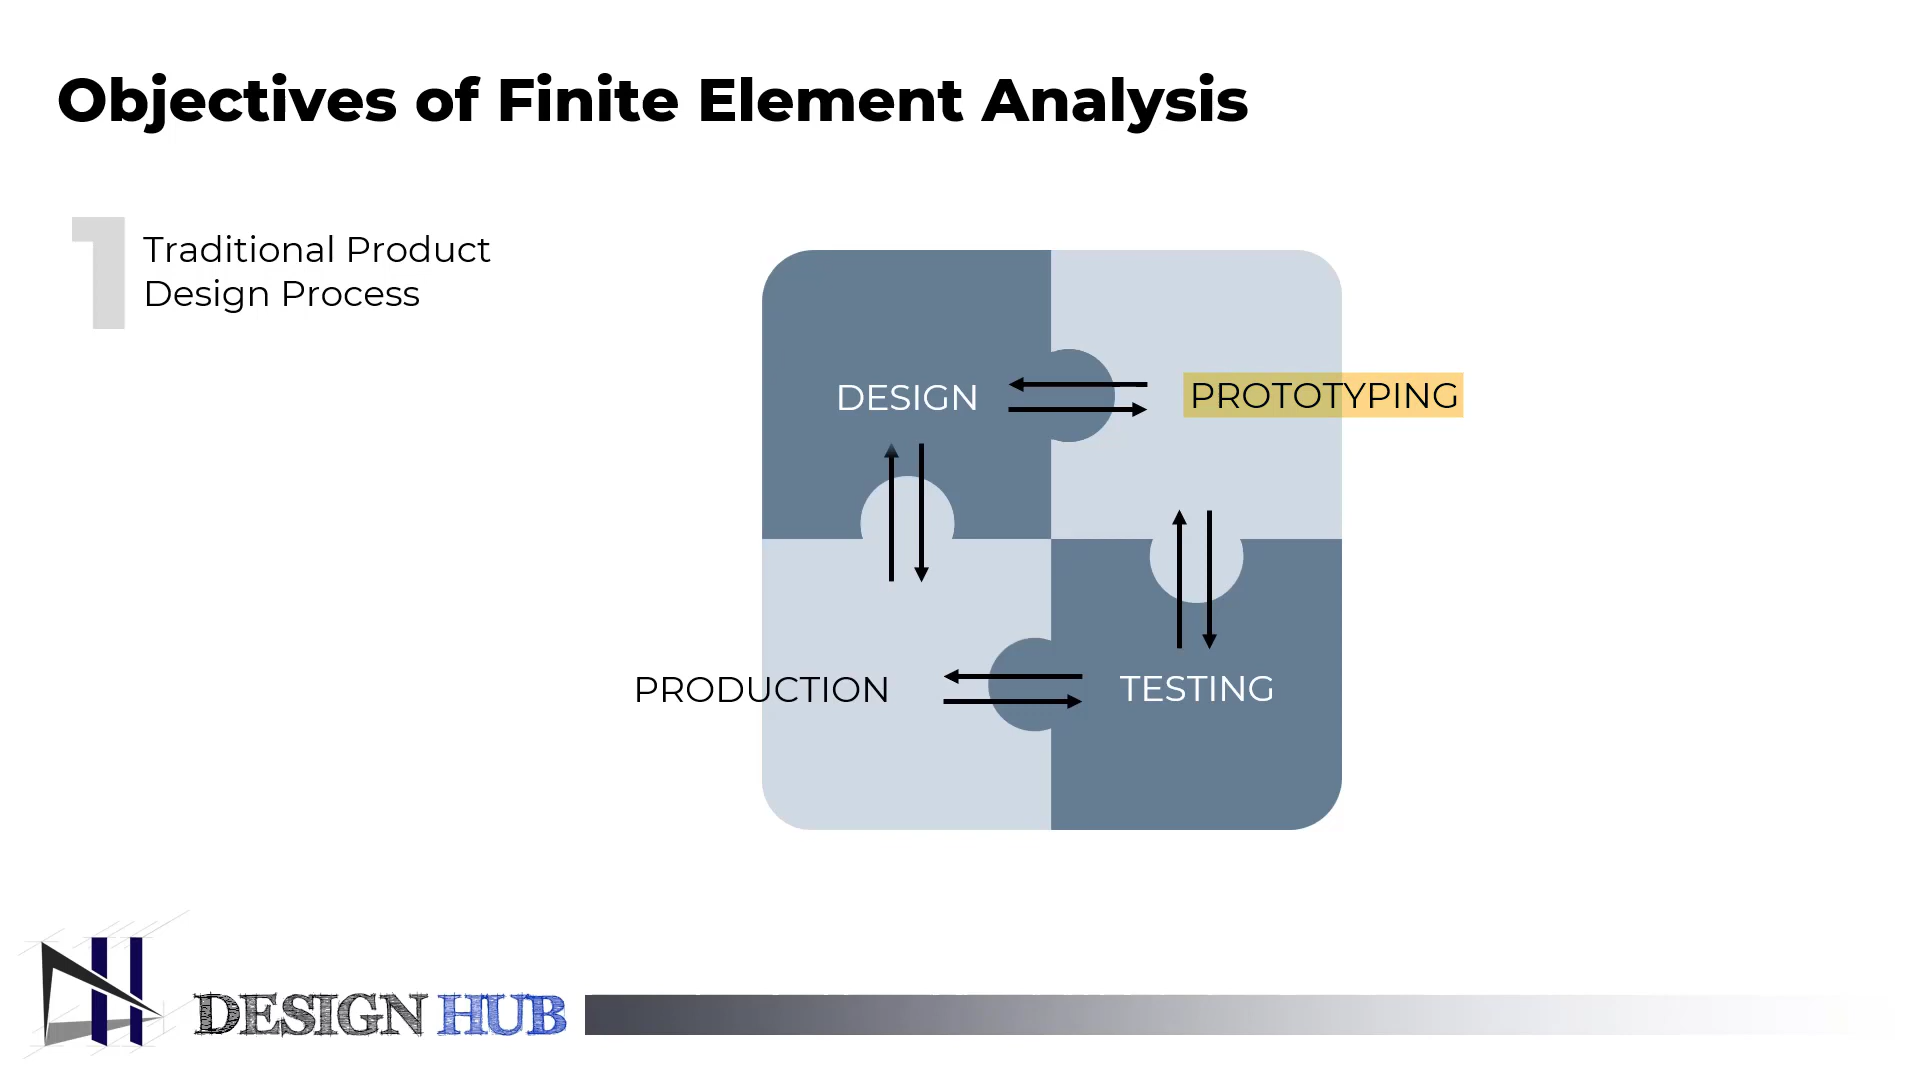 Objectives of Finite Element Analysis
1
Traditional Product
Design Process
DESIGN
PROTOTYPING
PRODUCTION
TESTING
DESIGN HUB